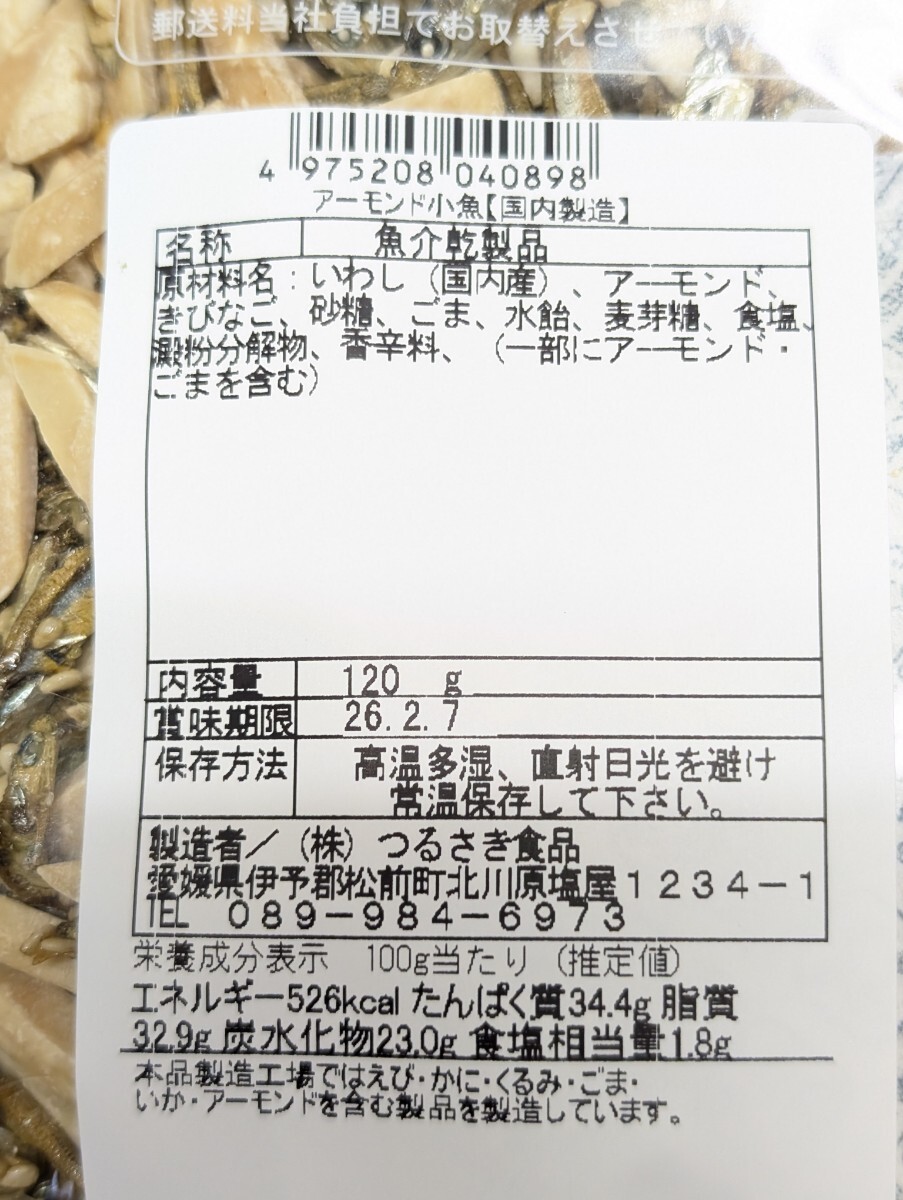 郵送料当社負担でお取替えさせ
4 975208 040898
アーモンド小魚【国内製造】
名称 魚介乾製品
原材料名：いわし（国内産）、アーモンド、
きびなご、砂糖、ごま、水飴、麦芽糖、食塩、
澱粉分解物、香辛料、（一部にアーモンド・
ごまを含む）
内容量 120 g
賞味期限 26.2.7
保存方法 高温多湿、直射日光を避け
常温保存して下さい。
製造者／（株）つるさき食品
愛媛県伊予郡松前町北川原塩屋１２３４－１
TEL ０８９－９８４－６９７３
栄養成分表示 100g当たり（推定値）
エネルギー526kcal たんぱく質34.4g 脂質
32.9g 炭水化物23.0g 食塩相当量1.8g
本品製造工場ではえび・かに・くるみ・ごま・
いか・アーモンドを含む製品を製造しています。